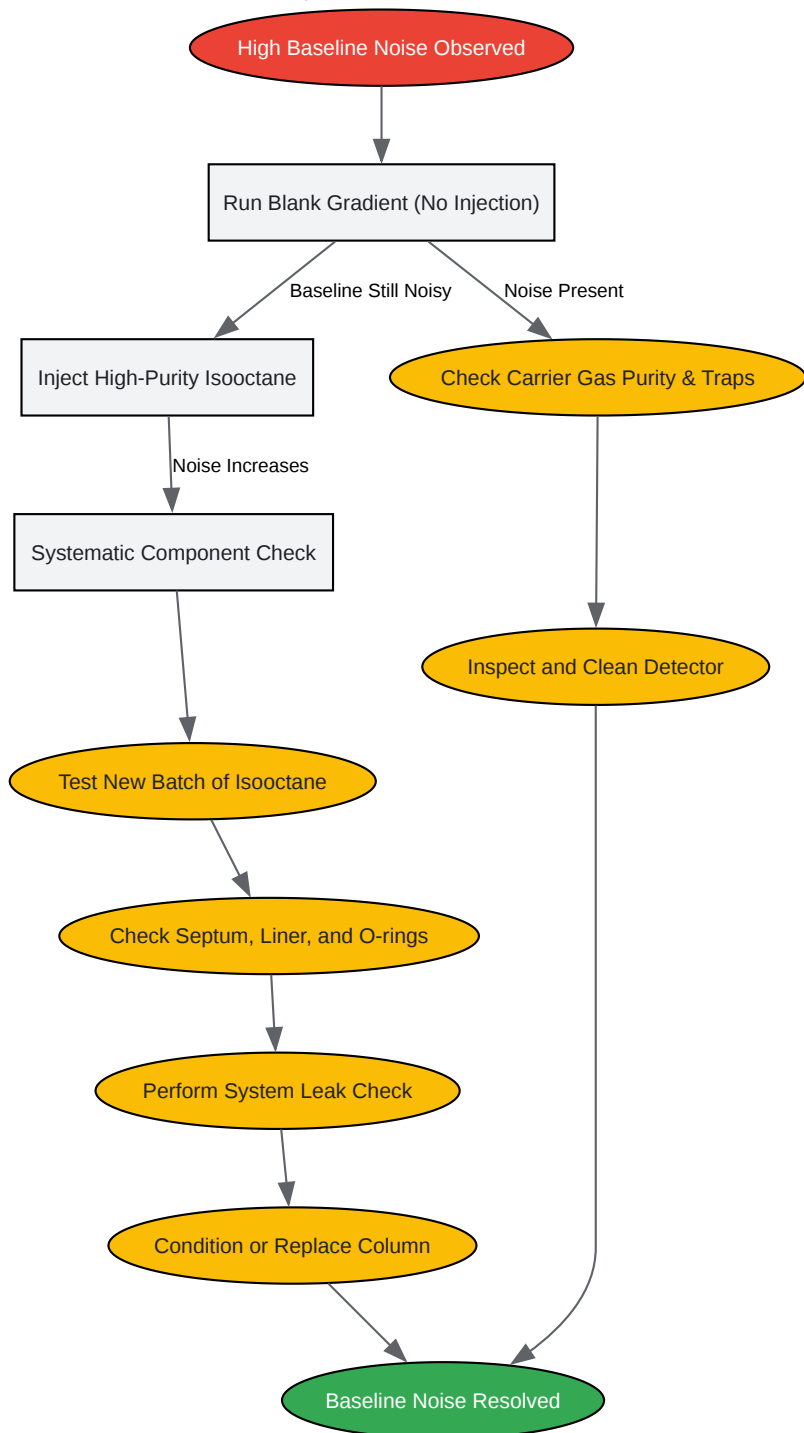 High Baseline Noise Observed
Run Blank Gradient (No Injection)
Baseline Still Noisy
Noise Present
Inject High-Purity Isooctane
Check Carrier Gas Purity & Traps
Noise Increases
Systematic Component Check
Inspect and Clean Detector
Test New Batch of Isooctane
Check Septum, Liner, and O-rings
Perform System Leak Check
Condition or Replace Column
Baseline Noise Resolved